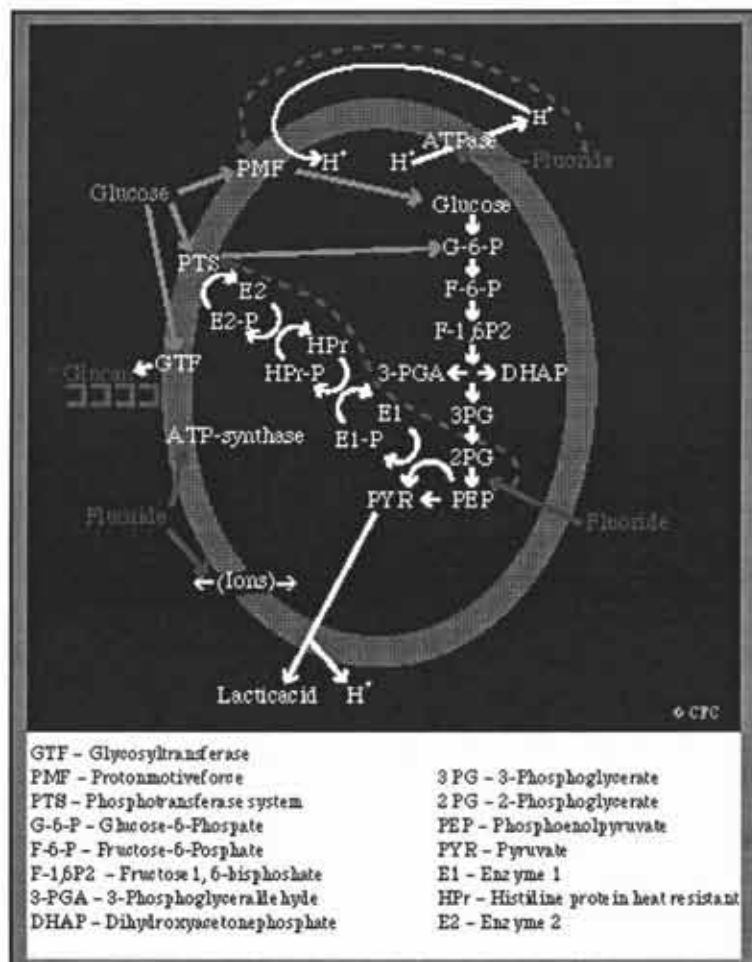 H+
ATPase
PMF
H+
H+
Fluoride
Glucose
Glucose
G-6-P
PTS
E2
F-6-P
E2-P
HPr
F-1,6P2
GTF
HPr-P
3-PGA
DHAP
Glucan
E1
3PG
ATP-synthase
E1-P
2PG
PYR
PEP
Fluoride
Fluoride
(Ions)
Lacticacid
H+
© CFC
GTF – Glycosyltransferase
PMF – Protonmotiveforce
PTS – Phosphotransferase system
G-6-P – Glucose-6-Phospate
F-6-P – Fructose-6-Posphate
F-1,6P2 – Fructose 1, 6-bisphoshate
3-PGA – 3-Phosphoglyceraldehyde
DHAP – Dihydroxyacetonephosphate
3 PG – 3-Phosphoglycerate
2 PG – 2-Phosphoglycerate
PEP – Phosphoenolpyruvate
PYR – Pyruvate
E1 – Enzyme 1
HPr – Histidine protein heat resistant
E2 – Enzyme 2